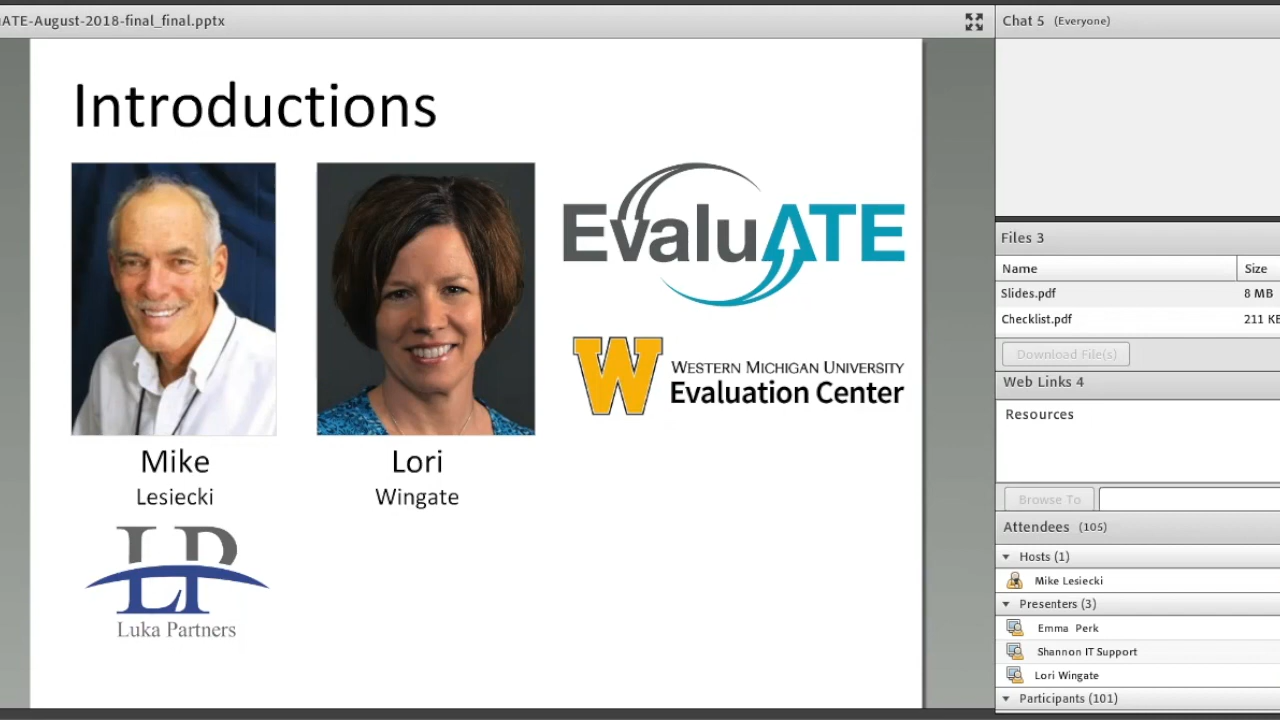 ATE-August-2018-final_final.pptx
Introductions
Mike
Lesiecki
Lori
Wingate
LP
Luka Partners
EvaluATE
W
WESTERN MICHIGAN UNIVERSITY
Evaluation Center
Chat 5 (Everyone)
Files 3
Name Size
Slides.pdf 8 MB
Checklist.pdf 211 KB
Download File(s)
Web Links 4
Resources
Browse To
Attendees (105)
Hosts (1)
Mike Lesiecki
Presenters (3)
Emma Perk
Shannon IT Support
Lori Wingate
Participants (101)